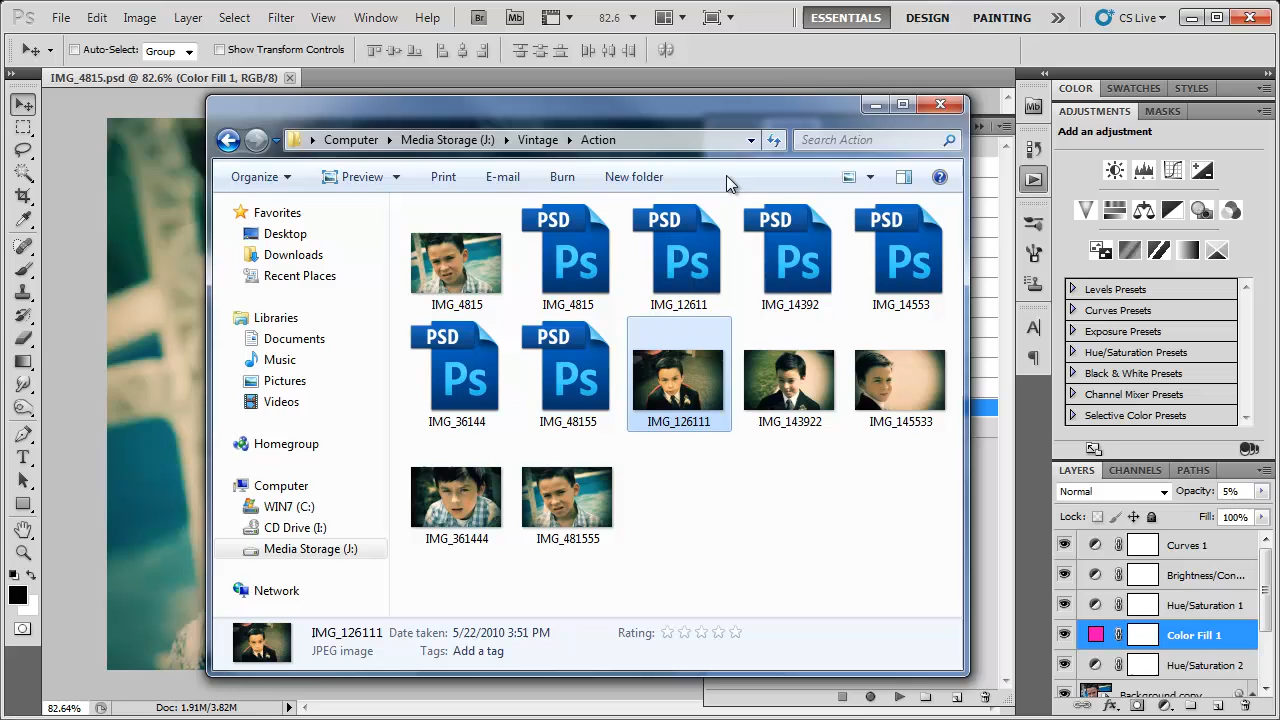 Ps File Edit Image Layer Select Filter View Window Help Br Mb 82.6 ESSENTIALS DESIGN PAINTING CS Live
Auto-Select: Group Show Transform Controls
IMG_4815.psd @ 82.6% (Color Fill 1, RGB/8)
COLOR SWATCHES STYLES
ADJUSTMENTS MASKS
Add an adjustment
Computer Media Storage (J:) Vintage Action Search Action
Organize Preview Print E-mail Burn New folder
Favorites
Desktop
Downloads
Recent Places
Libraries
Documents
Music
Pictures
Videos
Homegroup
Computer
WIN7 (C:)
CD Drive (I:)
Media Storage (J:)
Network
PSD PSD PSD PSD
Ps Ps Ps Ps
IMG_4815 IMG_4815 IMG_12611 IMG_14392 IMG_14553
PSD PSD
Ps Ps
IMG_36144 IMG_48155 IMG_126111 IMG_143922 IMG_145533
IMG_361444 IMG_481555
IMG_126111 Date taken: 5/22/2010 3:51 PM Rating:
JPEG image Tags: Add a tag
Mb
A
Levels Presets
Curves Presets
Exposure Presets
Hue/Saturation Presets
Black & White Presets
Channel Mixer Presets
Selective Color Presets
LAYERS CHANNELS PATHS
Normal Opacity: 5%
Lock: Fill: 100%
Curves 1
Brightness/Con...
Hue/Saturation 1
Color Fill 1
Hue/Saturation 2
Background copy
fx
T
82.64% Doc: 1.91M/3.82M